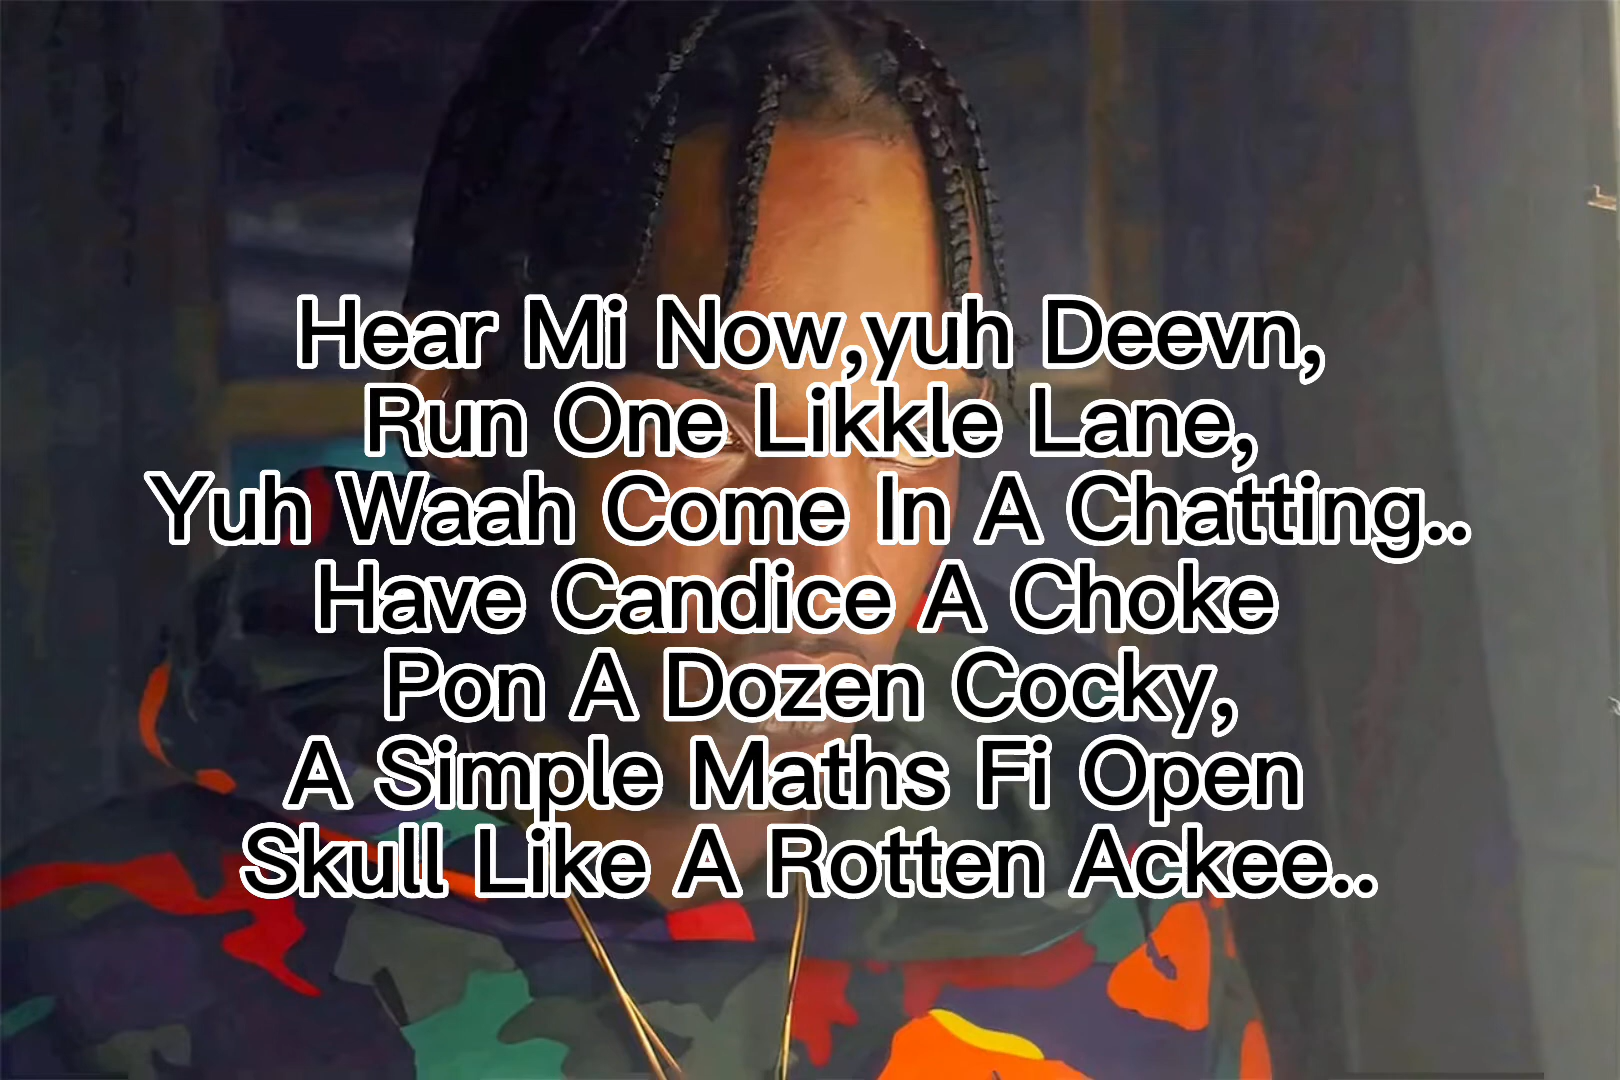 Hear Mi Now,yuh Deevn,
Run One Likkle Lane,
Yuh Waah Come In A Chatting..
Have Candice A Choke
Pon A Dozen Cocky,
A Simple Maths Fi Open
Skull Like A Rotten Ackee..